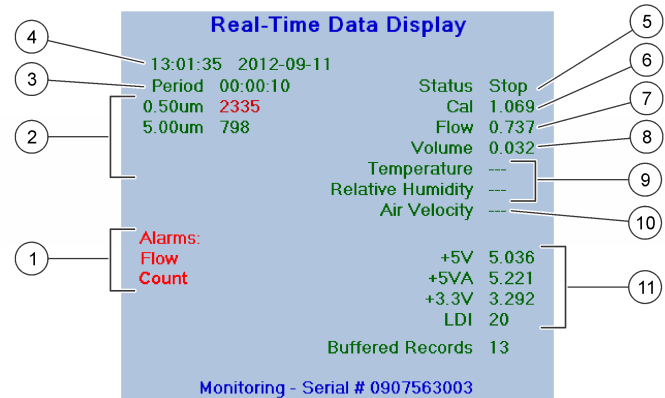 Real-Time Data Display
4
13:01:35 2012-09-11
5
3
Period 00:00:10
Status Stop
6
0.50um 2335
Cal 1.069
7
2
5.00um 798
Flow 0.737
8
Volume 0.032
Temperature ---
9
Relative Humidity ---
Air Velocity ---
10
1
Alarms:
Flow
Count
+5V 5.036
+5VA 5.221
11
+3.3V 3.292
LDI 20
Buffered Records 13
Monitoring - Serial # 0907563003